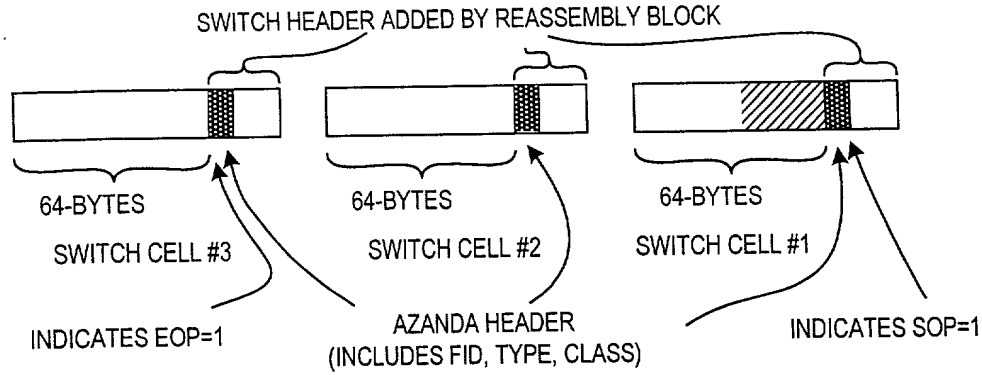 SWITCH HEADER ADDED BY REASSEMBLY BLOCK
64-BYTES
64-BYTES
64-BYTES
SWITCH CELL #3
SWITCH CELL #2
SWITCH CELL #1
INDICATES EOP=1
AZANDA HEADER
(INCLUDES FID, TYPE, CLASS)
INDICATES SOP=1